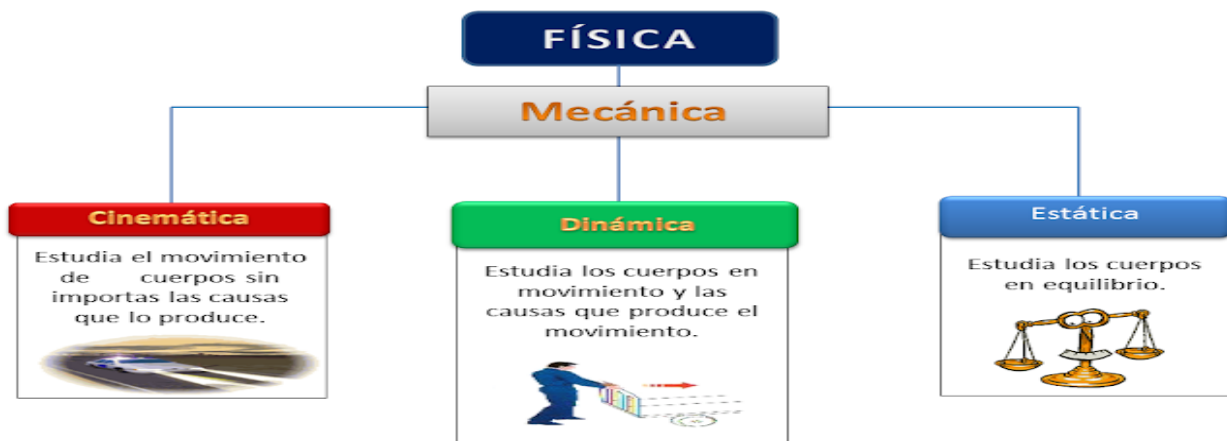 FÍSICA
Mecánica
Cinemática
Estudia el movimiento
de cuerpos sin
importas las causas
que lo produce.
Dinámica
Estudia los cuerpos en
movimiento y las
causas que produce el
movimiento.
Estática
Estudia los cuerpos
en equilibrio.